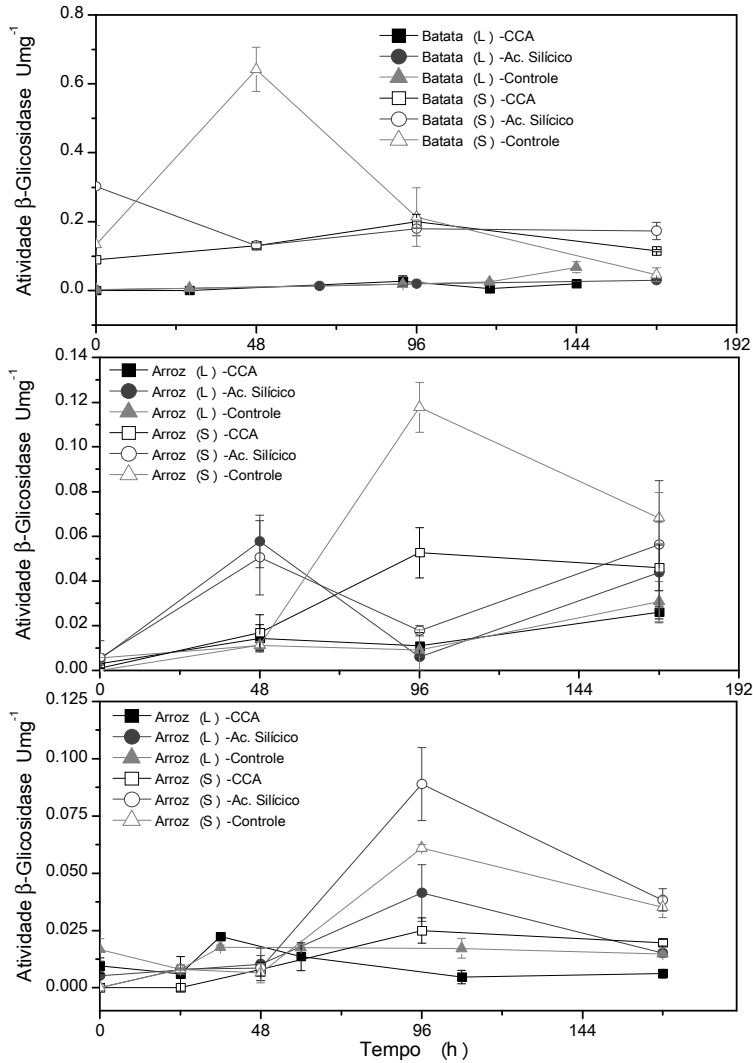 0.8
Batata (L) -CCA
Batata (L) -Ac. Silícico
0.6
Batata (L) -Controle
Batata (S) -CCA
Batata (S) -Ac. Silícico
Batata (S) -Controle
0.4
0.2
0.0
Atividade β-Glicosidase Umg-1
0
48
96
144
192
0.14
Arroz (L) -CCA
Arroz (L) -Ac. Silícico
0.12
Arroz (L) -Controle
Arroz (S) -CCA
0.10
Arroz (S) -Ac. Silícico
Arroz (S) -Controle
0.08
0.06
0.04
0.02
0.00
Atividade β-Glicosidase Umg-1
0
48
96
144
192
0.125
Arroz (L) -CCA
Arroz (L) -Ac. Silícico
Arroz (L) -Controle
0.100
Arroz (S) -CCA
Arroz (S) -Ac. Silícico
Arroz (S) -Controle
0.075
0.050
0.025
0.000
Atividade β-Glicosidase Umg-1
0
48
96
144
Tempo (h)